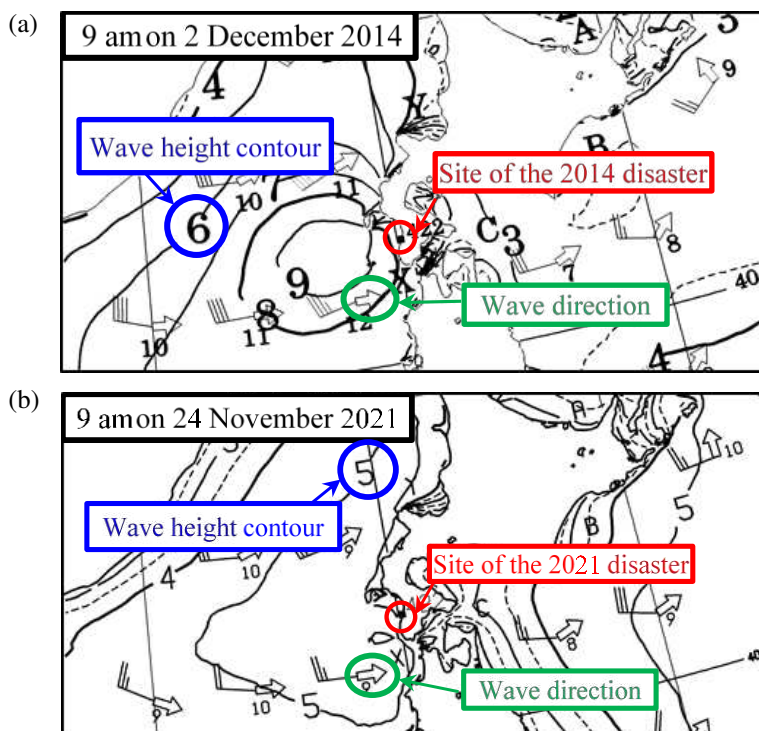 (a)
9 am on 2 December 2014
4
3
A
Y
9
Wave height contour
B
10
11
Site of the 2014 disaster
6
C
3
8
7
9
X
Wave direction
40
8
10
11
12
4
(b)
9 am on 24 November 2021
5
10
5
Wave height contour
B
9
10
4
Site of the 2021 disaster
C
9
8
9
40
5
10
9
Wave direction